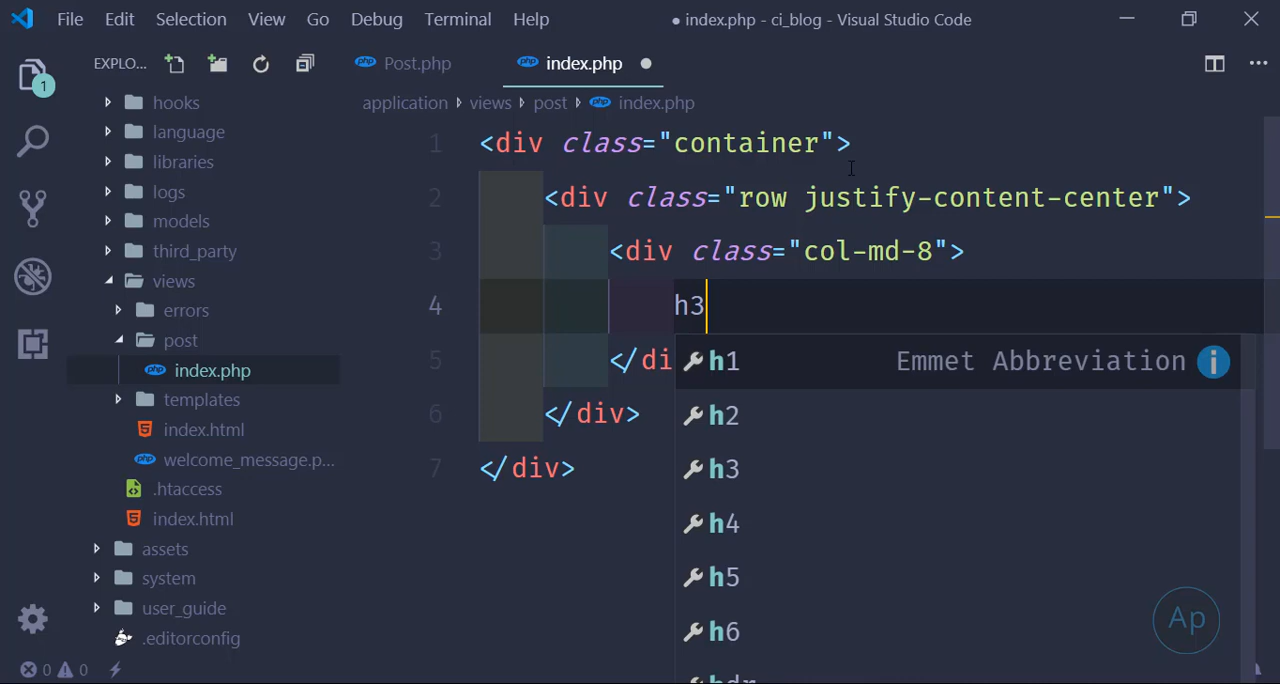 File Edit Selection View Go Debug Terminal Help ● index.php - ci_blog - Visual Studio Code
EXPLO...
Post.php
index.php ●
1
application › views › post › index.php
hooks
language
libraries
logs
models
third_party
views
errors
post
index.php
templates
index.html
welcome_message.p...
.htaccess
index.html
assets
system
user_guide
.editorconfig
1 <div class="container">
2 <div class="row justify-content-center">
3 <div class="col-md-8">
4 h3
5 </di
6 </div>
7 </div>
h1 Emmet Abbreviation
h2
h3
h4
h5
h6
Ap
0 0